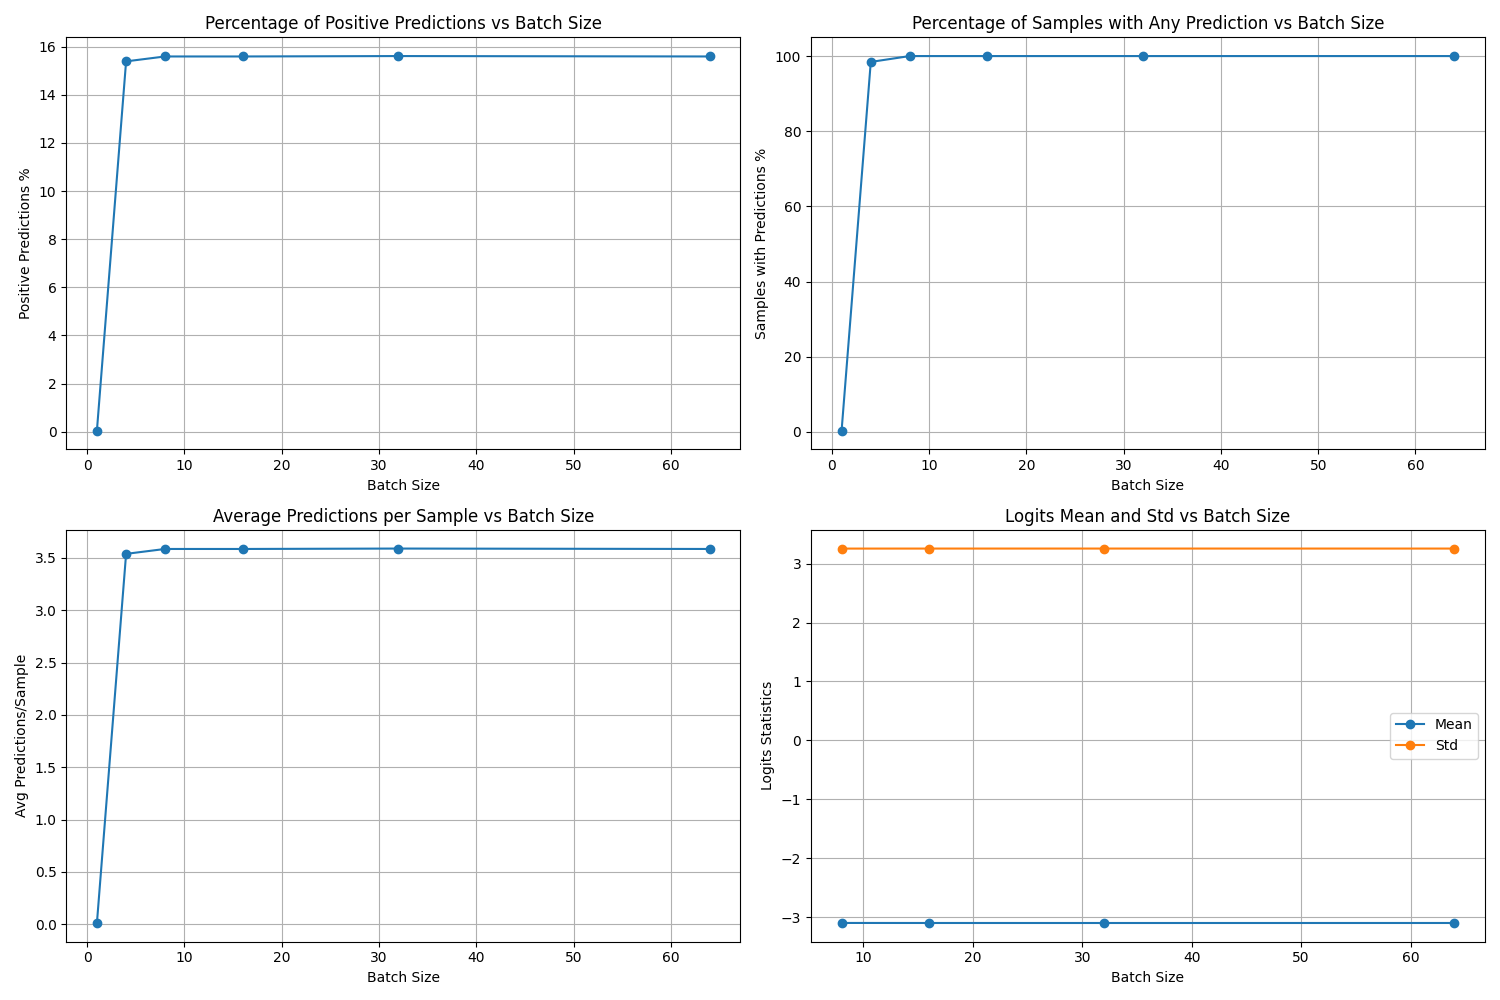 Percentage of Positive Predictions vs Batch Size
Positive Predictions %
16
14
12
10
8
6
4
2
0
0 10 20 30 40 50 60
Batch Size
Percentage of Samples with Any Prediction vs Batch Size
Samples with Predictions %
100
80
60
40
20
0
0 10 20 30 40 50 60
Batch Size
Average Predictions per Sample vs Batch Size
Avg Predictions/Sample
3.5
3.0
2.5
2.0
1.5
1.0
0.5
0.0
0 10 20 30 40 50 60
Batch Size
Logits Mean and Std vs Batch Size
Logits Statistics
3
2
1
0
−1
−2
−3
Mean
Std
10 20 30 40 50 60
Batch Size